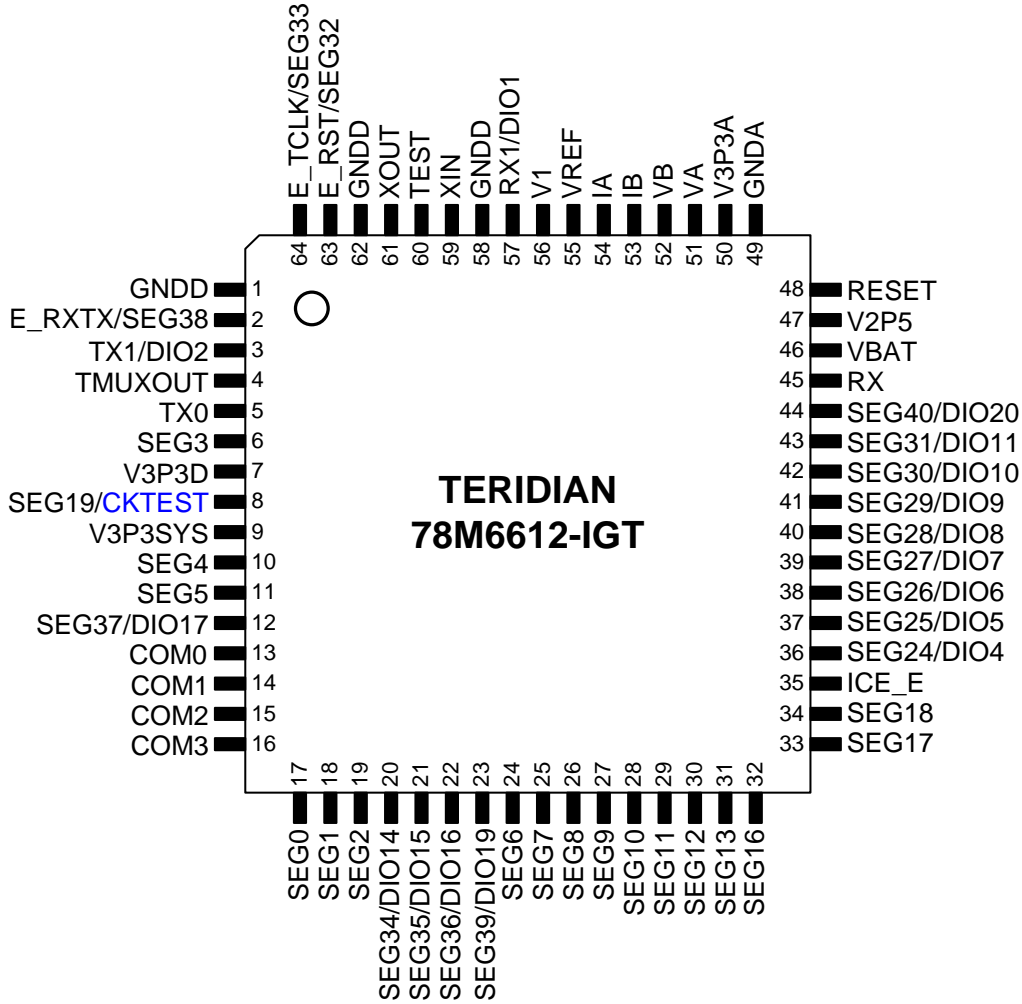 E_TCLK/SEG33
E_RST/SEG32
GNDD
XOUT
TEST
XIN
GNDD
RX1/DIO1
V1
VREF
IA
IB
VB
VA
V3P3A
GNDA
64
63
62
61
60
59
58
57
56
55
54
53
52
51
50
49
GNDD 1
E_RXTX/SEG38 2
TX1/DIO2 3
TMUXOUT 4
TX0 5
SEG3 6
V3P3D 7
SEG19/CKTEST 8
V3P3SYS 9
SEG4 10
SEG5 11
SEG37/DIO17 12
COM0 13
COM1 14
COM2 15
COM3 16
TERIDIAN
78M6612-IGT
48 RESET
47 V2P5
46 VBAT
45 RX
44 SEG40/DIO20
43 SEG31/DIO11
42 SEG30/DIO10
41 SEG29/DIO9
40 SEG28/DIO8
39 SEG27/DIO7
38 SEG26/DIO6
37 SEG25/DIO5
36 SEG24/DIO4
35 ICE_E
34 SEG18
33 SEG17
17
18
19
20
21
22
23
24
25
26
27
28
29
30
31
32
SEG0
SEG1
SEG2
SEG34/DIO14
SEG35/DIO15
SEG36/DIO16
SEG39/DIO19
SEG6
SEG7
SEG8
SEG9
SEG10
SEG11
SEG12
SEG13
SEG16